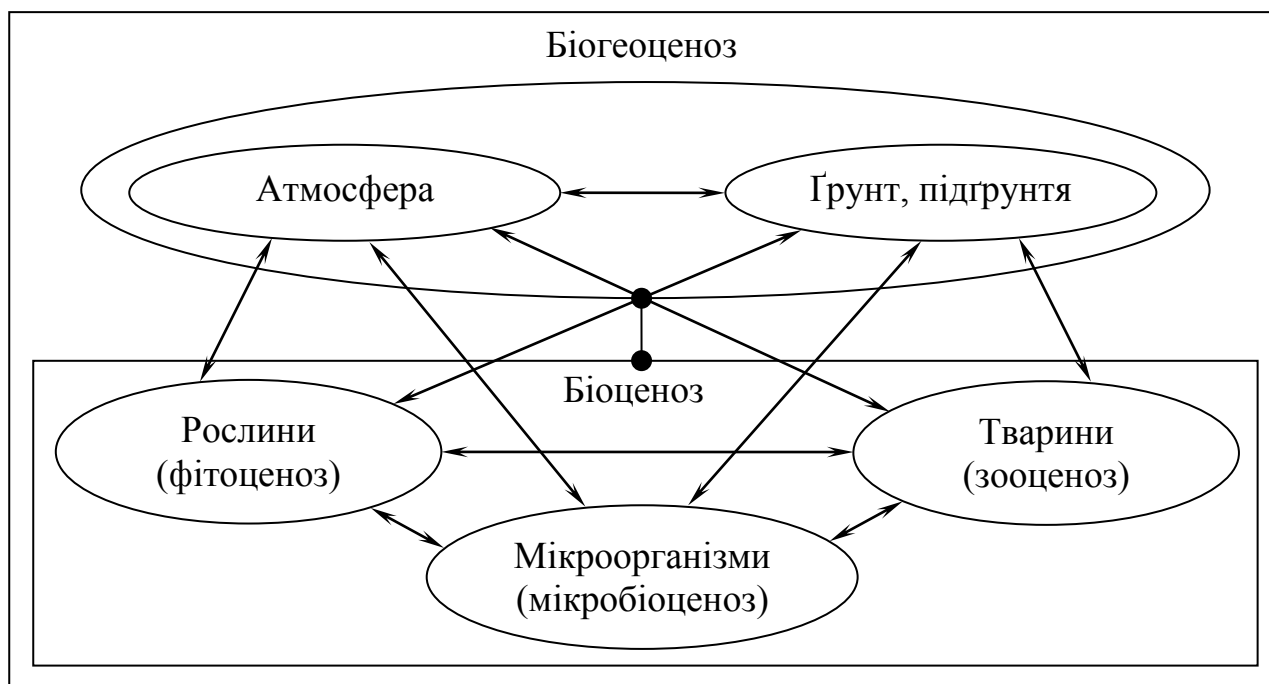 Біогеоценоз
Атмосфера
Ґрунт, підґрунтя
Біоценоз
Рослини
(фітоценоз)
Тварини
(зооценоз)
Мікроорганізми
(мікробіоценоз)